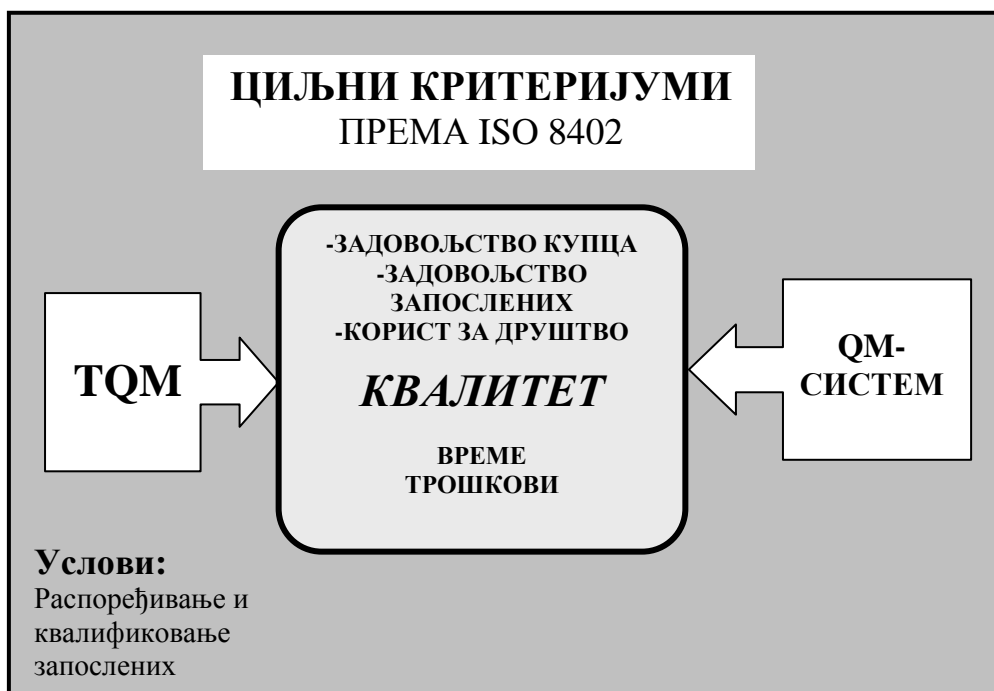 ЦИЉНИ КРИТЕРИЈУМИ
ПРЕМА ISO 8402
-ЗАДОВОЉСТВО КУПЦА
-ЗАДОВОЉСТВО
ЗАПОСЛЕНИХ
-КОРИСТ ЗА ДРУШТВО
КВАЛИТЕТ
ВРЕМЕ
ТРОШКОВИ
TQM
QM-
СИСТЕМ
Услови:
Распоређивање и
квалификовање
запослених